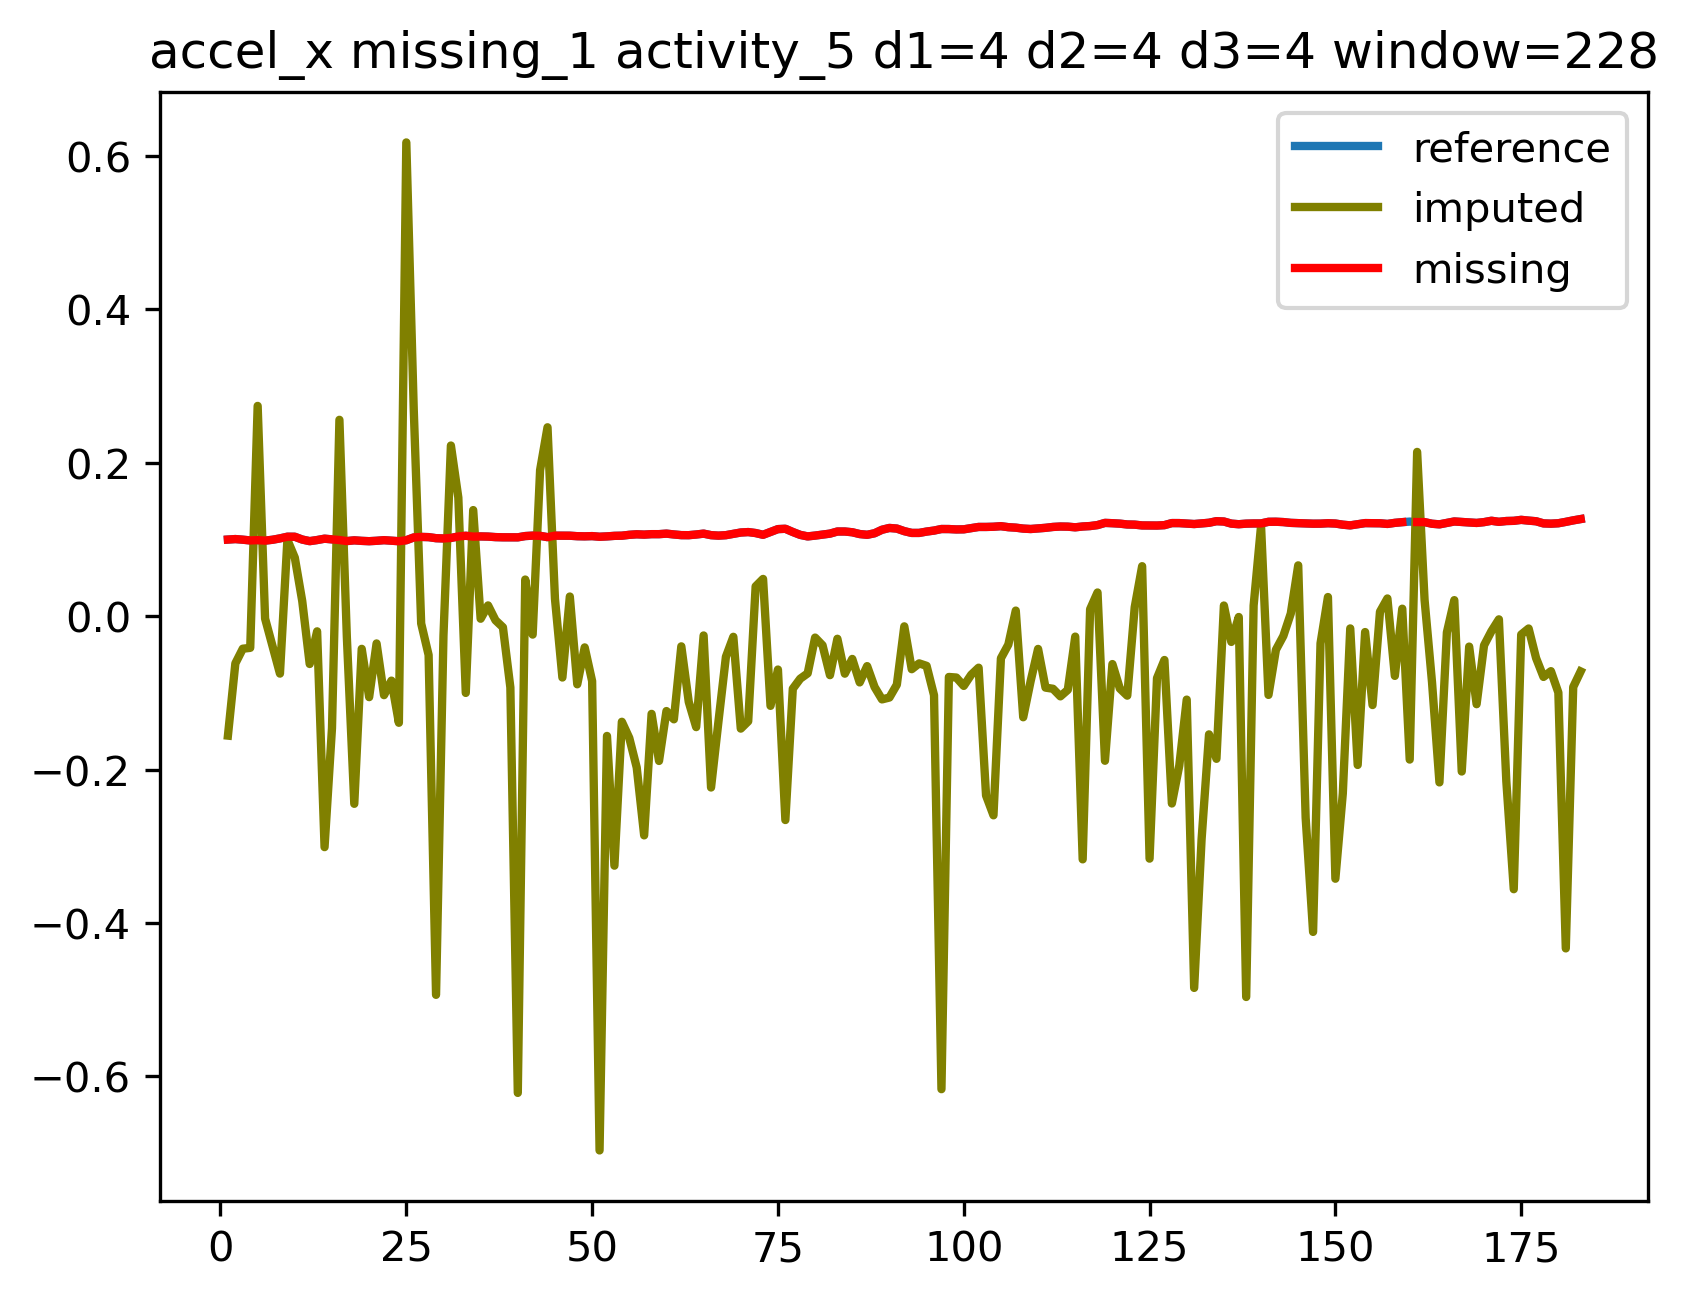 accel_x missing_1 activity_5 d1=4 d2=4 d3=4 window=228
reference
imputed
missing
0.6
0.4
0.2
0.0
−0.2
−0.4
−0.6
0 25 50 75 100 125 150 175